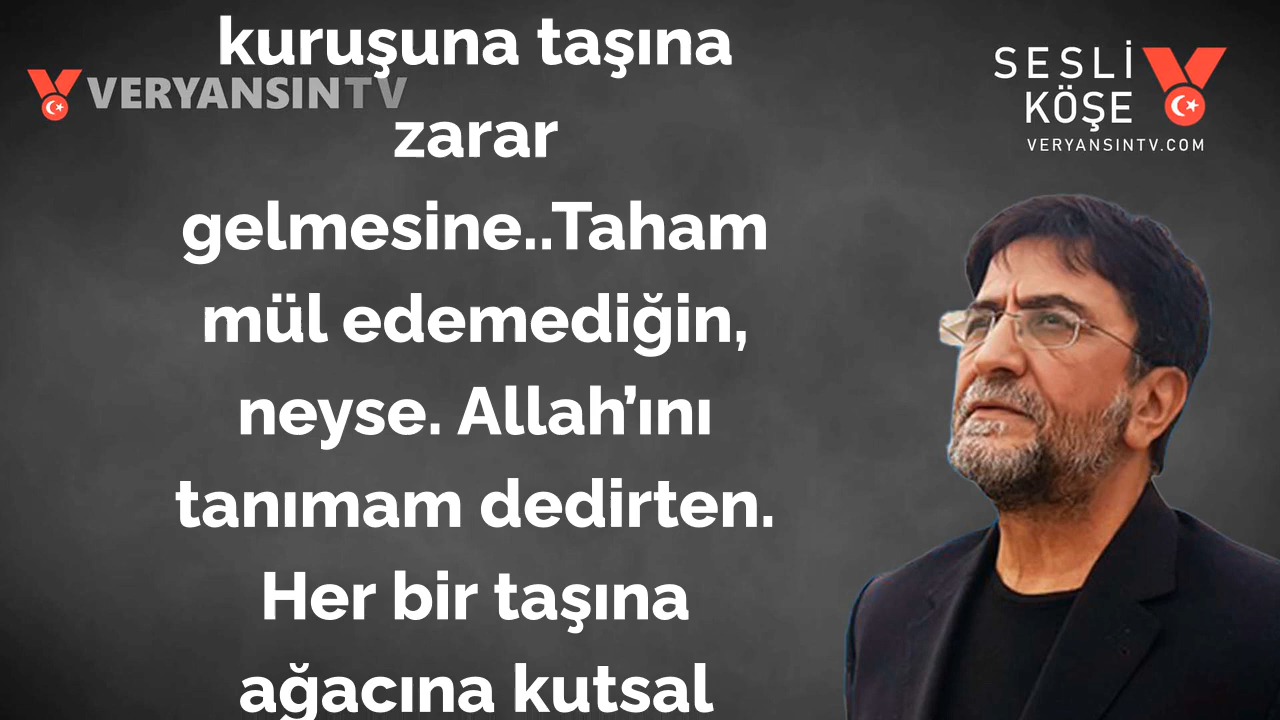 kuruşuna taşına
VERYANSINTV
zarar
gelmesine..Taham
mül edemediğin,
neyse. Allah’ını
tanımam dedirten.
Her bir taşına
ağacına kutsal
SESLİ
KÖŞE
VERYANSINTV.COM